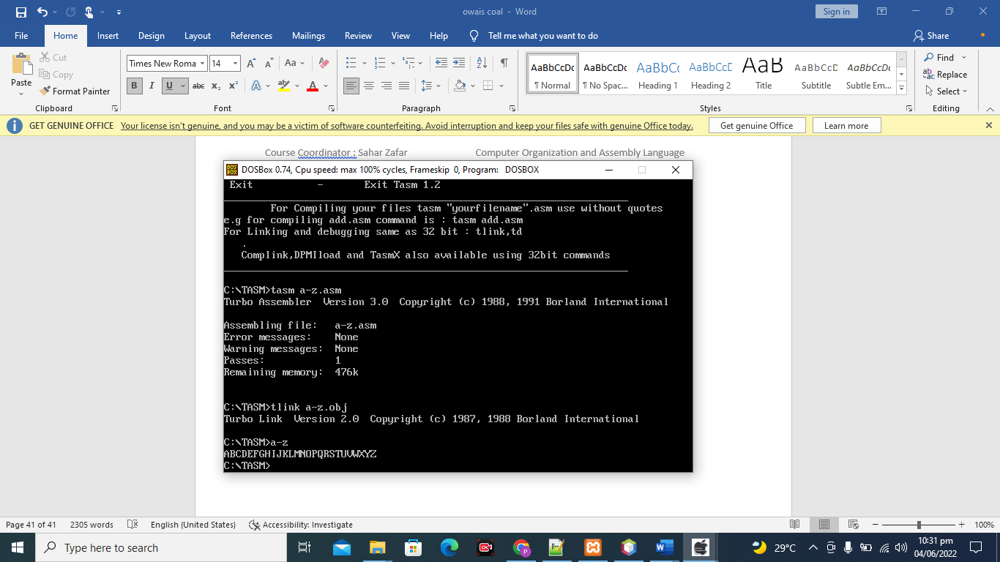 owais coal - Word
Sign in
File Home Insert Design Layout References Mailings Review View Help Tell me what you want to do Share
Paste
Cut
Copy
Format Painter
Clipboard
Times New Roma 14
Font
Paragraph
AaBbCcDc AaBbCcDc AaBbCc AaBbCcD AaB AaBbCcD AaBbCcDc
¶ Normal ¶ No Spac... Heading 1 Heading 2 Title Subtitle Subtle Em...
Styles
Find
Replace
Select
Editing
GET GENUINE OFFICE Your license isn't genuine, and you may be a victim of software counterfeiting. Avoid interruption and keep your files safe with genuine Office today. Get genuine Office Learn more
Course Coordinator : Sahar Zafar Computer Organization and Assembly Language
DOSBox 0.74, Cpu speed: max 100% cycles, Frameskip 0, Program: DOSBOX
Exit - Exit Tasm 1.2
For Compiling your files tasm "yourfilename".asm use without quotes
e.g for compiling add.asm command is : tasm add.asm
For Linking and debugging same as 32 bit : tlink,td
.
Complink,DPMIload and TasmX also available using 32bit commands
C:\TASM>tasm a-z.asm
Turbo Assembler Version 3.0 Copyright (c) 1988, 1991 Borland International
Assembling file: a-z.asm
Error messages: None
Warning messages: None
Passes: 1
Remaining memory: 476k
C:\TASM>tlink a-z.obj
Turbo Link Version 2.0 Copyright (c) 1987, 1988 Borland International
C:\TASM>a-z
ABCDEFGHIJKLMNOPQRSTUVWXYZ
C:\TASM>
Page 41 of 41 2305 words English (United States) Accessibility: Investigate 100%
Type here to search
29°C
10:31 pm
04/06/2022